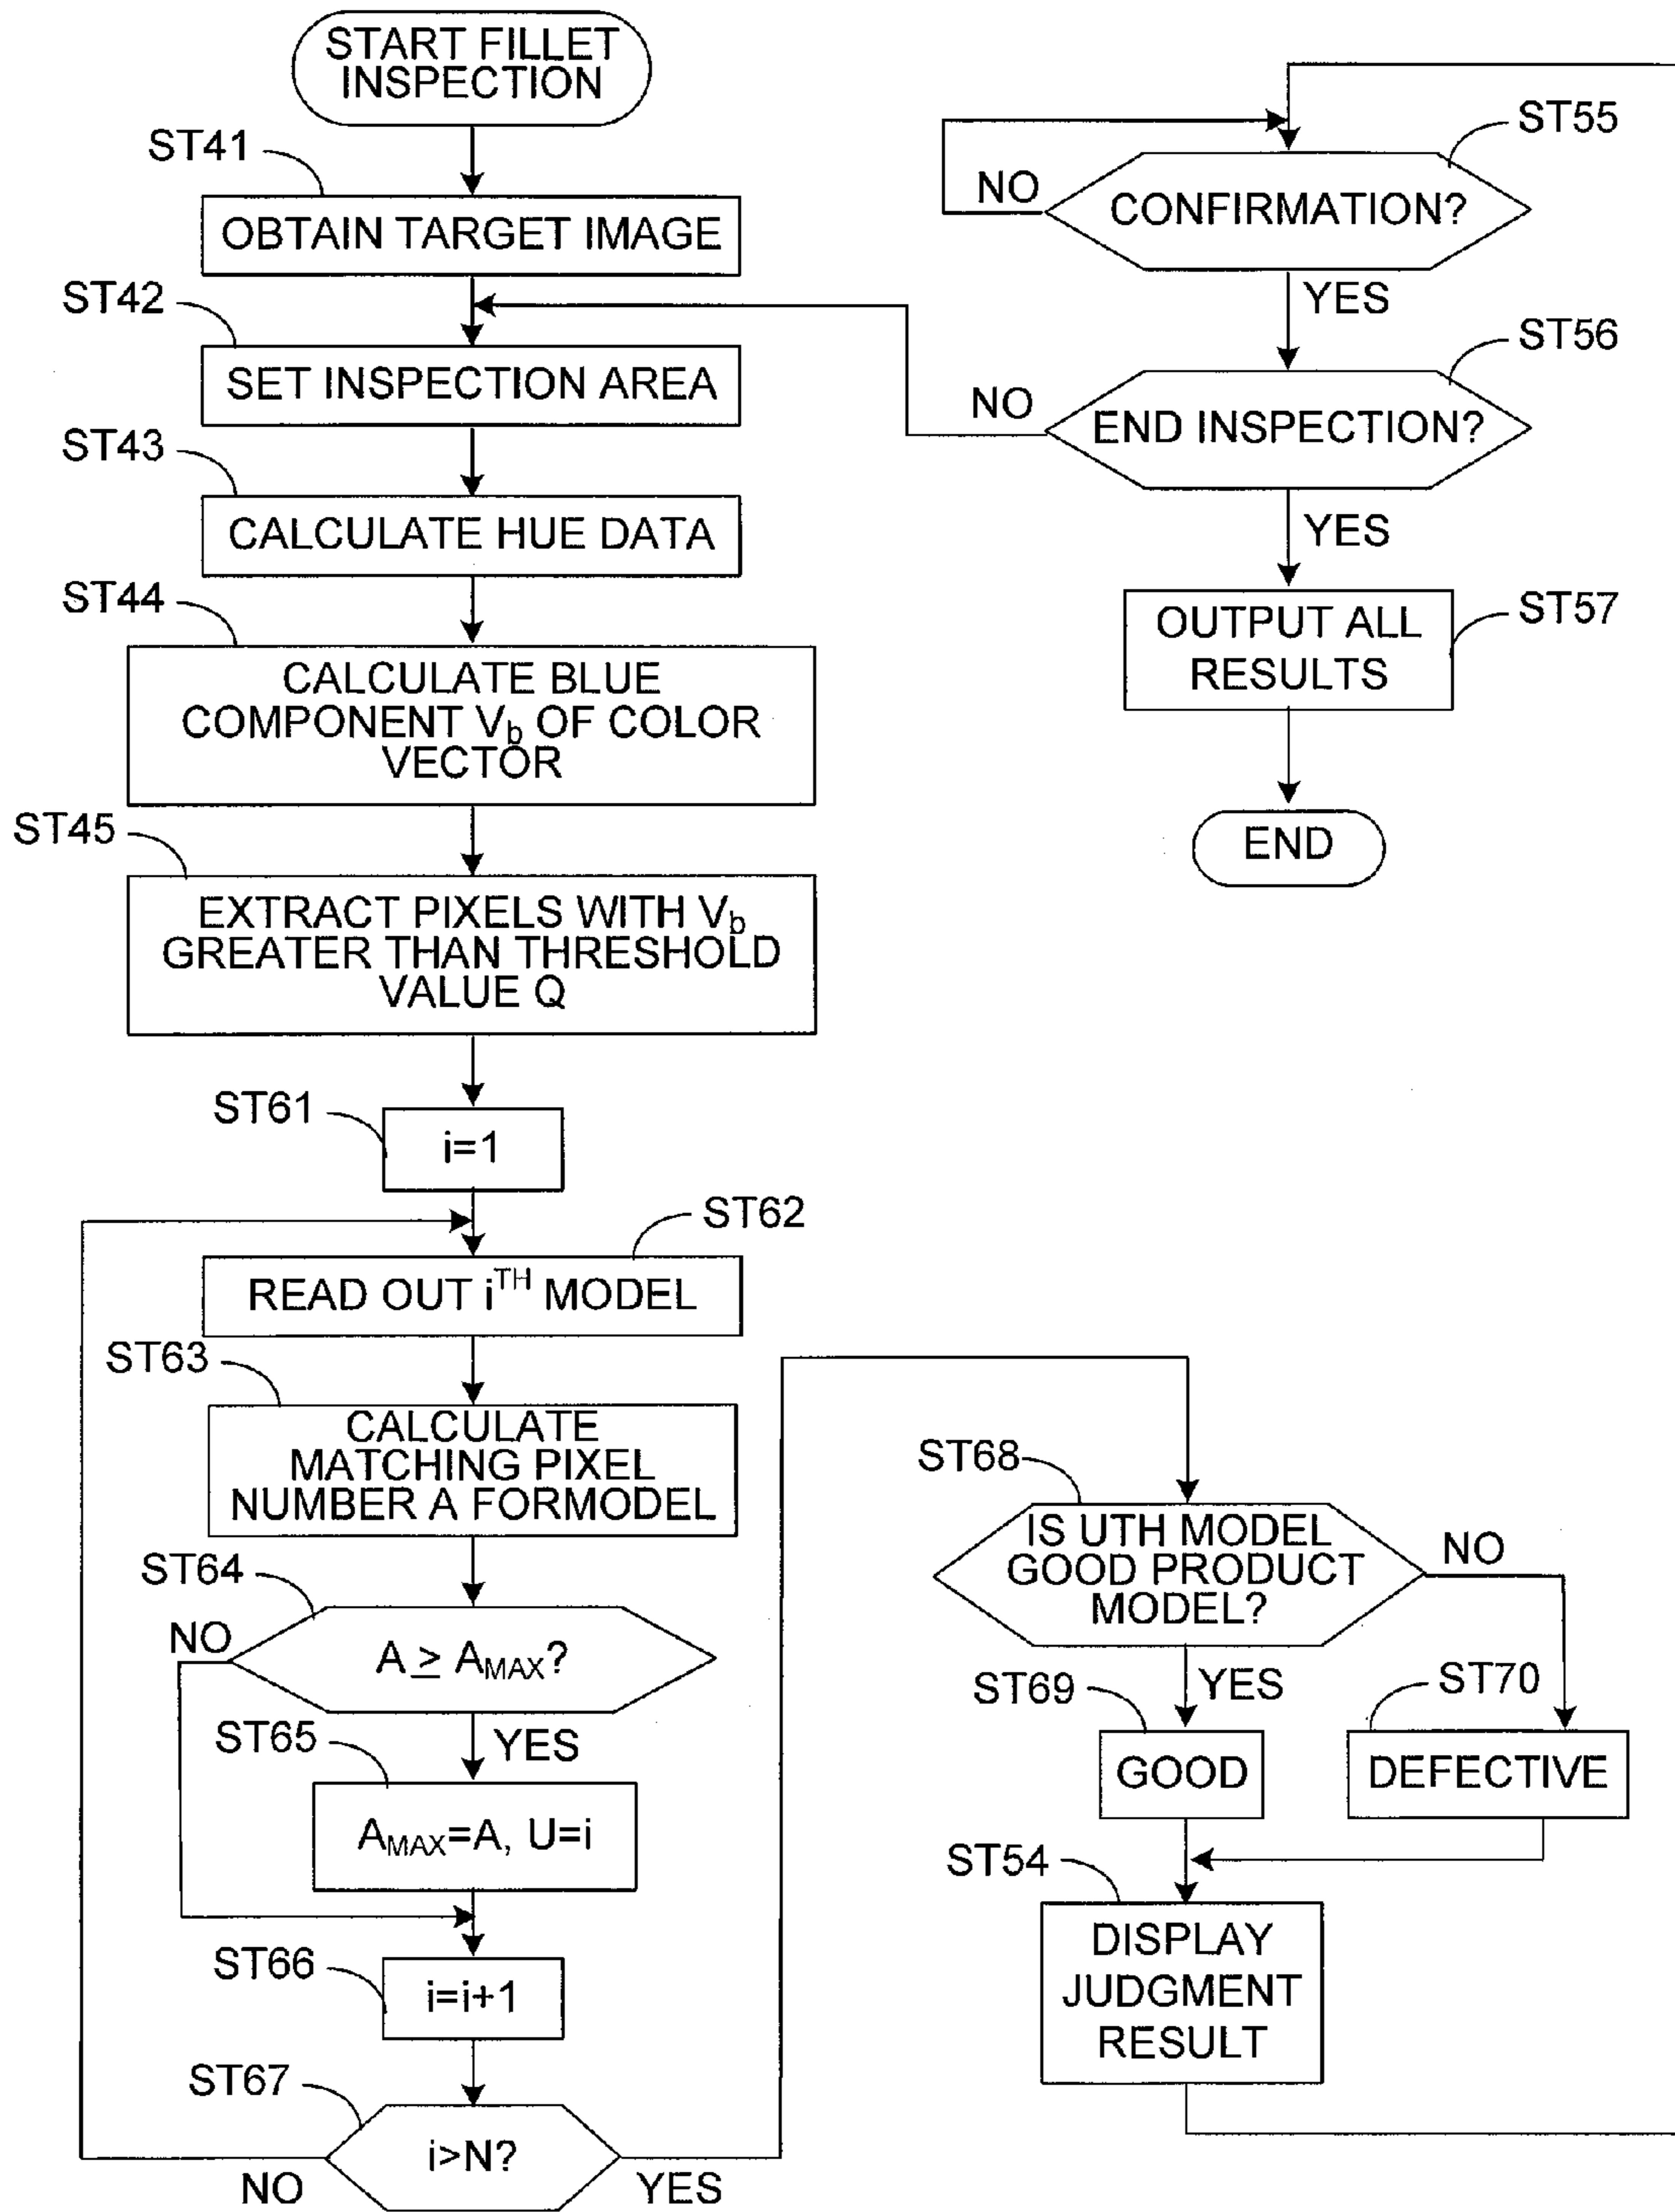 START FILLET
INSPECTION
ST41
OBTAIN TARGET IMAGE
ST42
SET INSPECTION AREA
ST43
CALCULATE HUE DATA
ST44
CALCULATE BLUE
COMPONENT Vb OF COLOR
VECTOR
ST45
EXTRACT PIXELS WITH Vb
GREATER THAN THRESHOLD
VALUE Q
ST61
i=1
ST62
READ OUT iTH MODEL
ST63
CALCULATE
MATCHING PIXEL
NUMBER A FORMODEL
ST64
NO
A ≥ AMAX?
ST65
YES
AMAX=A, U=i
ST66
i=i+1
ST67
i>N?
NO
YES
ST68
IS UTH MODEL
GOOD PRODUCT
MODEL?
NO
ST69
YES
ST70
GOOD
DEFECTIVE
ST54
DISPLAY
JUDGMENT
RESULT
ST55
NO
CONFIRMATION?
YES
ST56
NO
END INSPECTION?
YES
ST57
OUTPUT ALL
RESULTS
END